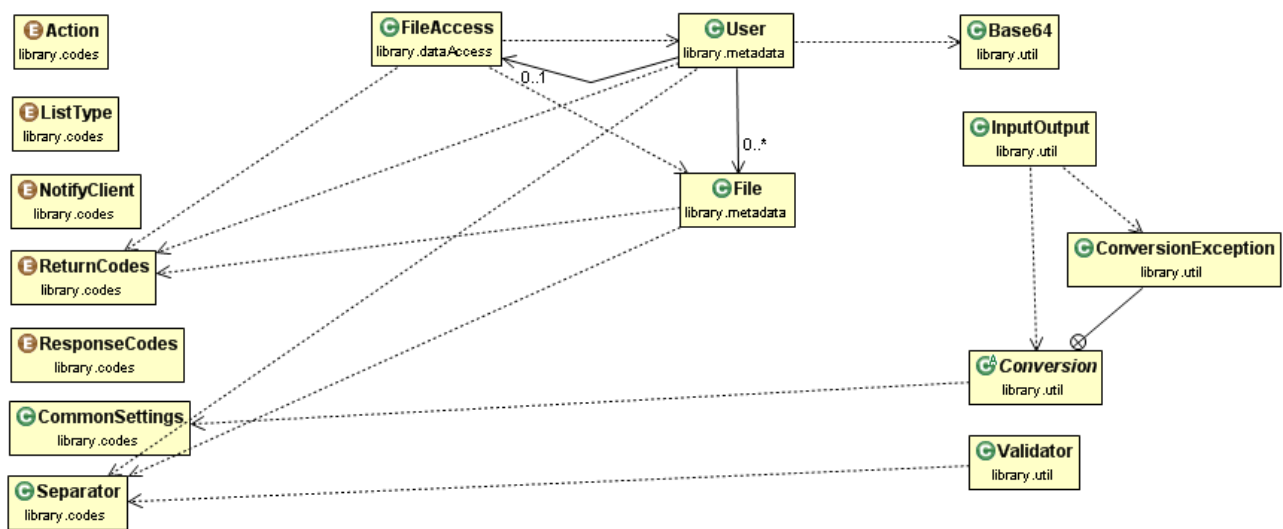 Action
library.codes
FileAccess
library.dataAccess
User
library.metadata
Base64
library.util
0..1
ListType
library.codes
InputOutput
library.util
0..*
NotifyClient
library.codes
File
library.metadata
ReturnCodes
library.codes
ConversionException
library.util
ResponseCodes
library.codes
Conversion
library.util
CommonSettings
library.codes
Validator
library.util
Separator
library.codes